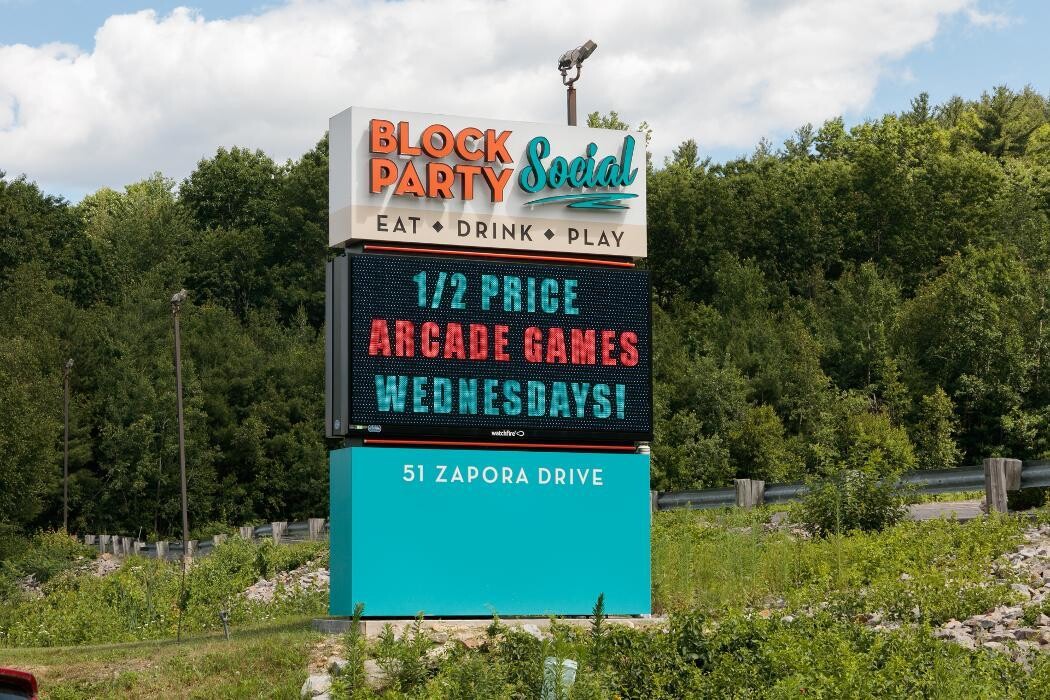 BLOCK
PARTY Social
EAT ◆ DRINK ◆ PLAY
1/2 PRICE
ARCADE GAMES
WEDNESDAYS!
watchfire
51 ZAPORA DRIVE